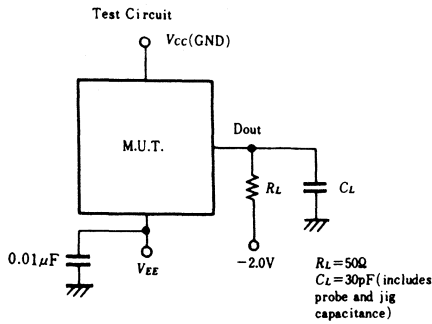 Test Circuit
Vcc(GND)
M.U.T.
Dout
RL
CL
0.01μF
VEE
−2.0V
RL=50Ω
CL=30pF(includes
probe and jig
capacitance)